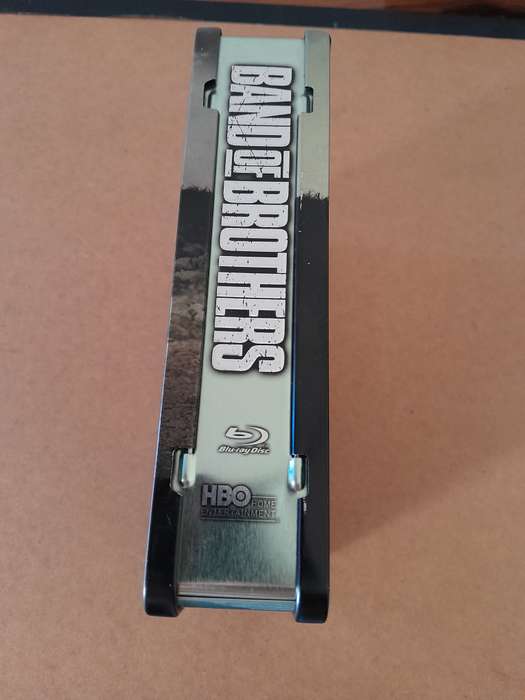 BAND OF BROTHERS
Blu-ray Disc
HBO HOME
ENTERTAINMENT